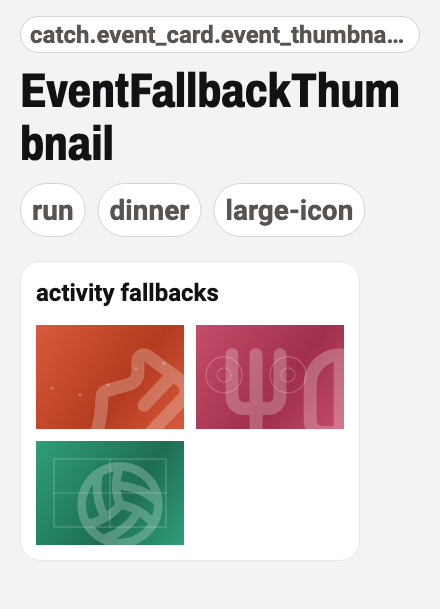 catch.event_card.event_thumbna...
EventFallbackThum
bnail
run
dinner
large-icon
activity fallbacks